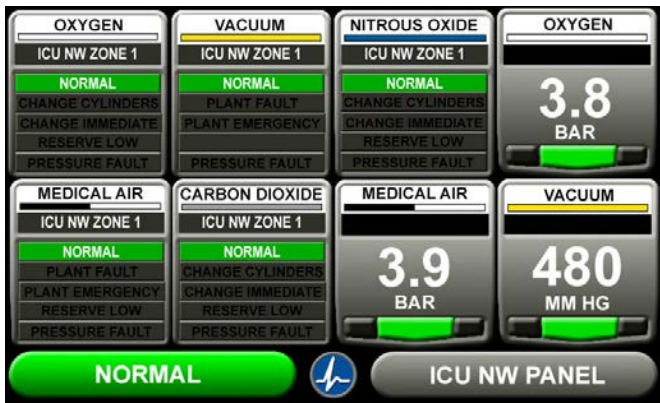 OXYGEN
ICU NW ZONE 1
NORMAL
CHANGE CYLINDERS
CHANGE IMMEDIATE
RESERVE LOW
PRESSURE FAULT
VACUUM
ICU NW ZONE 1
NORMAL
PLANT FAULT
PLANT EMERGENCY
PRESSURE FAULT
NITROUS OXIDE
ICU NW ZONE 1
NORMAL
CHANGE CYLINDERS
CHANGE IMMEDIATE
RESERVE LOW
PRESSURE FAULT
OXYGEN
3.8
BAR
MEDICAL AIR
ICU NW ZONE 1
NORMAL
PLANT FAULT
PLANT EMERGENCY
RESERVE LOW
PRESSURE FAULT
CARBON DIOXIDE
ICU NW ZONE 1
NORMAL
CHANGE CYLINDERS
CHANGE IMMEDIATE
RESERVE LOW
PRESSURE FAULT
MEDICAL AIR
3.9
BAR
VACUUM
480
MM HG
NORMAL
ICU NW PANEL